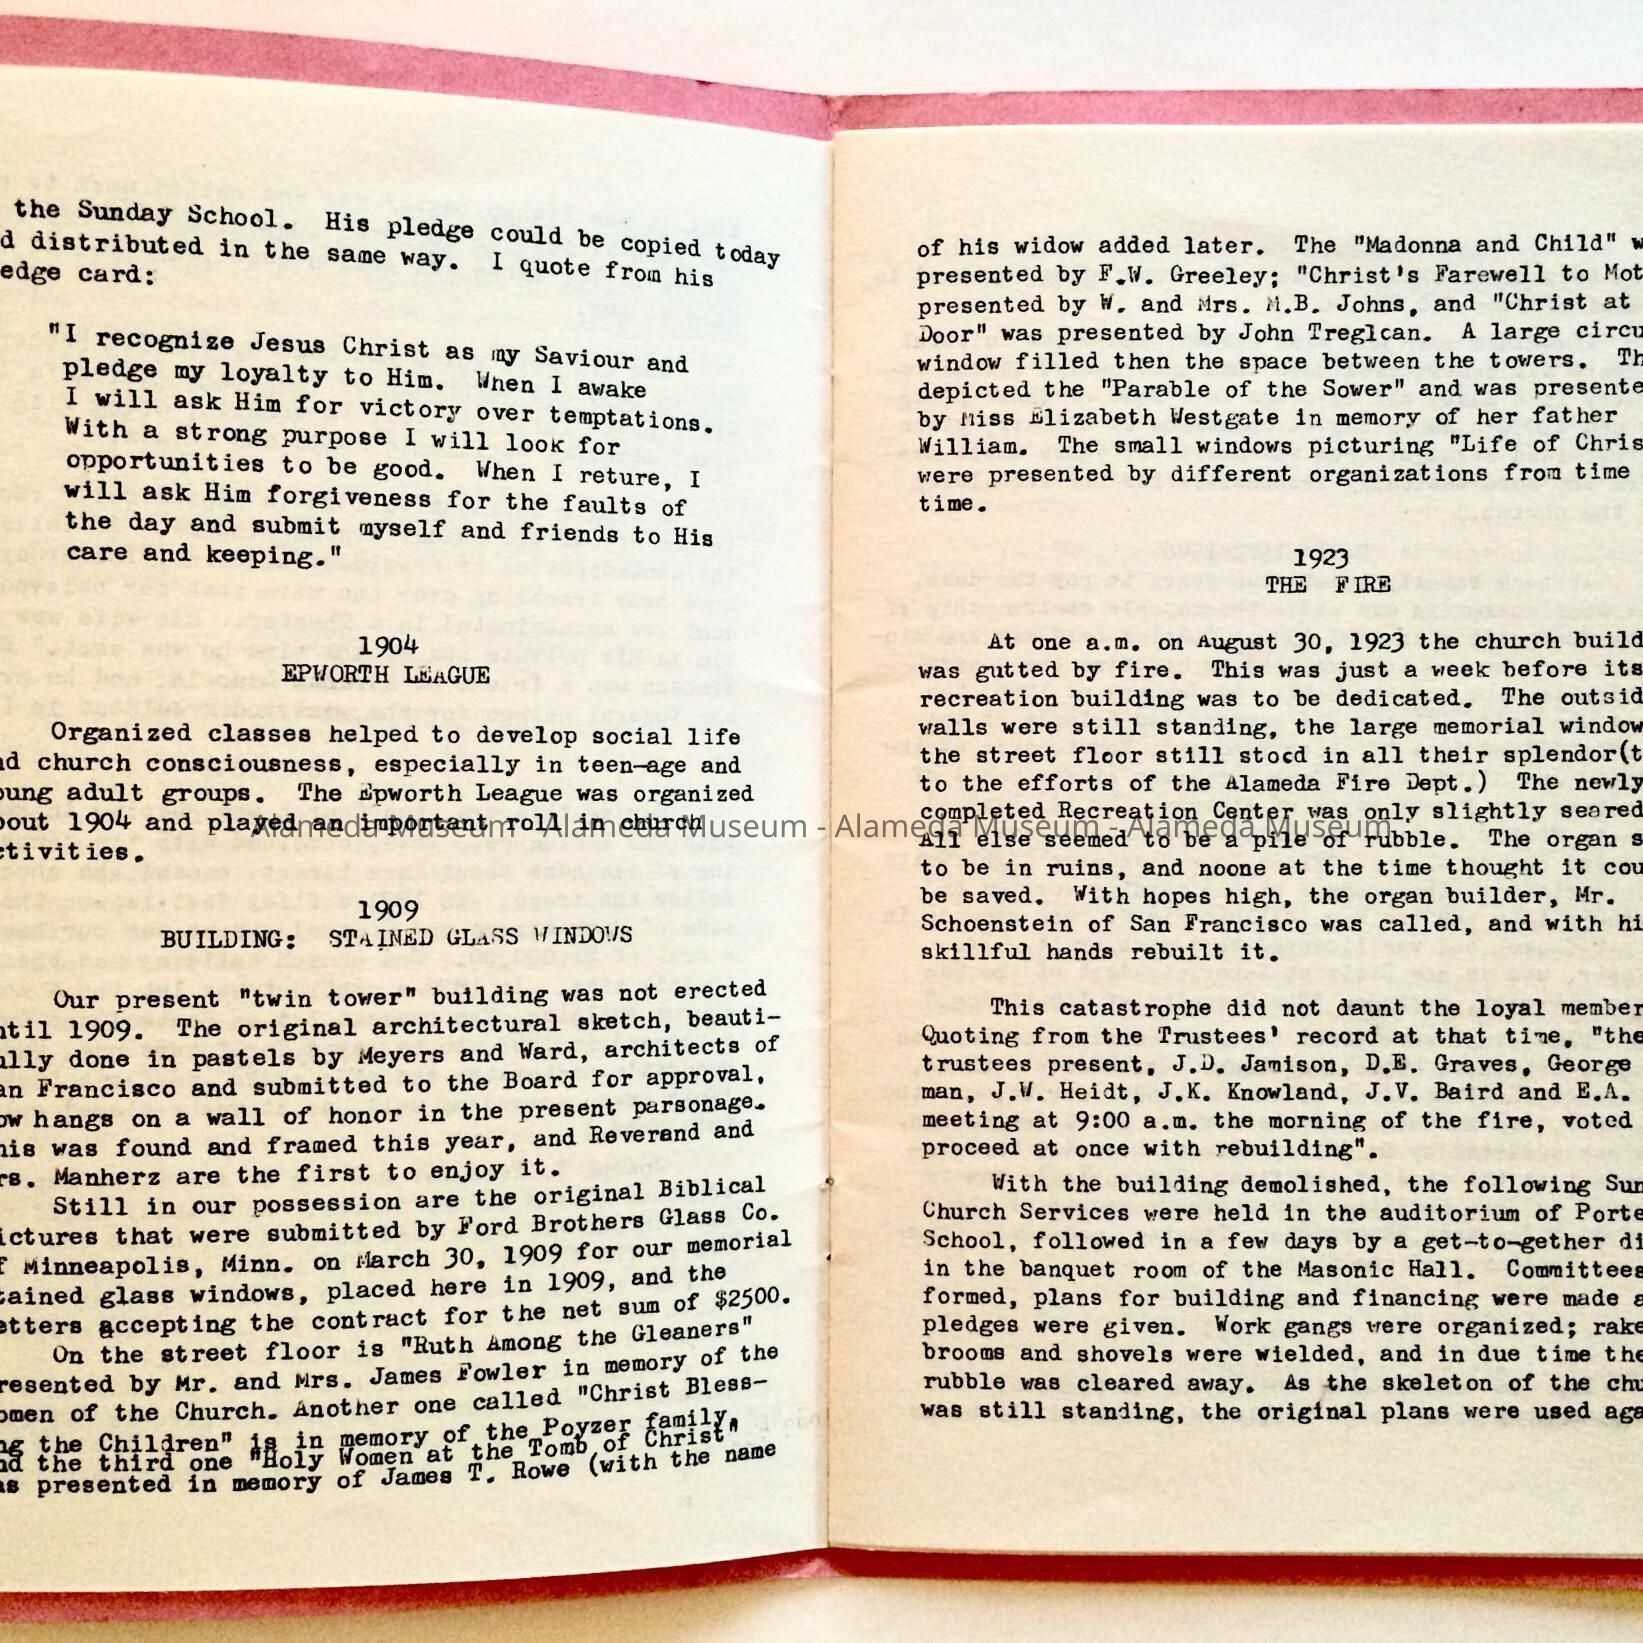 the Sunday School. His pledge could be copied today
d distributed in the same way. I quote from his
edge card:
"I recognize Jesus Christ as my Saviour and
pledge my loyalty to Him. When I awake
I will ask Him for victory over temptations.
With a strong purpose I will look for
opportunities to be good. When I reture, I
will ask Him forgiveness for the faults of
the day and submit myself and friends to His
care and keeping."
1904
EPWORTH LEAGUE
Organized classes helped to develop social life
nd church consciousness, especially in teen-age and
oung adult groups. The Epworth League was organized
bout 1904 and played an important roll in church
ctivities.
1909
BUILDING: STAINED GLASS WINDOWS
Our present "twin tower" building was not erected
ntil 1909. The original architectural sketch, beauti-
ully done in pastels by Meyers and Ward, architects of
an Francisco and submitted to the Board for approval,
ow hangs on a wall of honor in the present parsonage.
his was found and framed this year, and Reverend and
rs. Manherz are the first to enjoy it.
Still in our possession are the original Biblical
ictures that were submitted by Ford Brothers Glass Co.
f Minneapolis, Minn. on March 30, 1909 for our memorial
tained glass windows, placed here in 1909, and the
etters accepting the contract for the net sum of $2500.
On the street floor is "Ruth Among the Gleaners"
resented by Mr. and Mrs. James Fowler in memory of the
omen of the Church. Another one called "Christ Bless-
ng the Children" is in memory of the Poyzer family,
nd the third one "Holy Women at the Tomb of Christ"
as presented in memory of James T. Rowe (with the name
of his widow added later. The "Madonna and Child" w
presented by F.W. Greeley; "Christ's Farewell to Mot
presented by W. and Mrs. M.B. Johns, and "Christ at
Door" was presented by John Treglcan. A large circu
window filled then the space between the towers. Th
depicted the "Parable of the Sower" and was presente
by Miss Elizabeth Westgate in memory of her father
William. The small windows picturing "Life of Chris
were presented by different organizations from time
time.
1923
THE FIRE
At one a.m. on August 30, 1923 the church build
was gutted by fire. This was just a week before its
recreation building was to be dedicated. The outsid
walls were still standing, the large memorial window
the street floor still stood in all their splendor(t
to the efforts of the Alameda Fire Dept.) The newly
completed Recreation Center was only slightly seared
All else seemed to be a pile of rubble. The organ s
to be in ruins, and noone at the time thought it cou
be saved. With hopes high, the organ builder, Mr.
Schoenstein of San Francisco was called, and with hi
skillful hands rebuilt it.
This catastrophe did not daunt the loyal member
Quoting from the Trustees' record at that time, "the
trustees present, J.D. Jamison, D.E. Graves, George
man, J.W. Heidt, J.K. Knowland, J.V. Baird and E.A.
meeting at 9:00 a.m. the morning of the fire, voted
proceed at once with rebuilding".
With the building demolished, the following Sun
Church Services were held in the auditorium of Porte
School, followed in a few days by a get-to-gether di
in the banquet room of the Masonic Hall. Committees
formed, plans for building and financing were made a
pledges were given. Work gangs were organized; rake
brooms and shovels were wielded, and in due time the
rubble was cleared away. As the skeleton of the chu
was still standing, the original plans were used aga
Alameda Museum - Alameda Museum - Alameda Museum - Alameda Museum